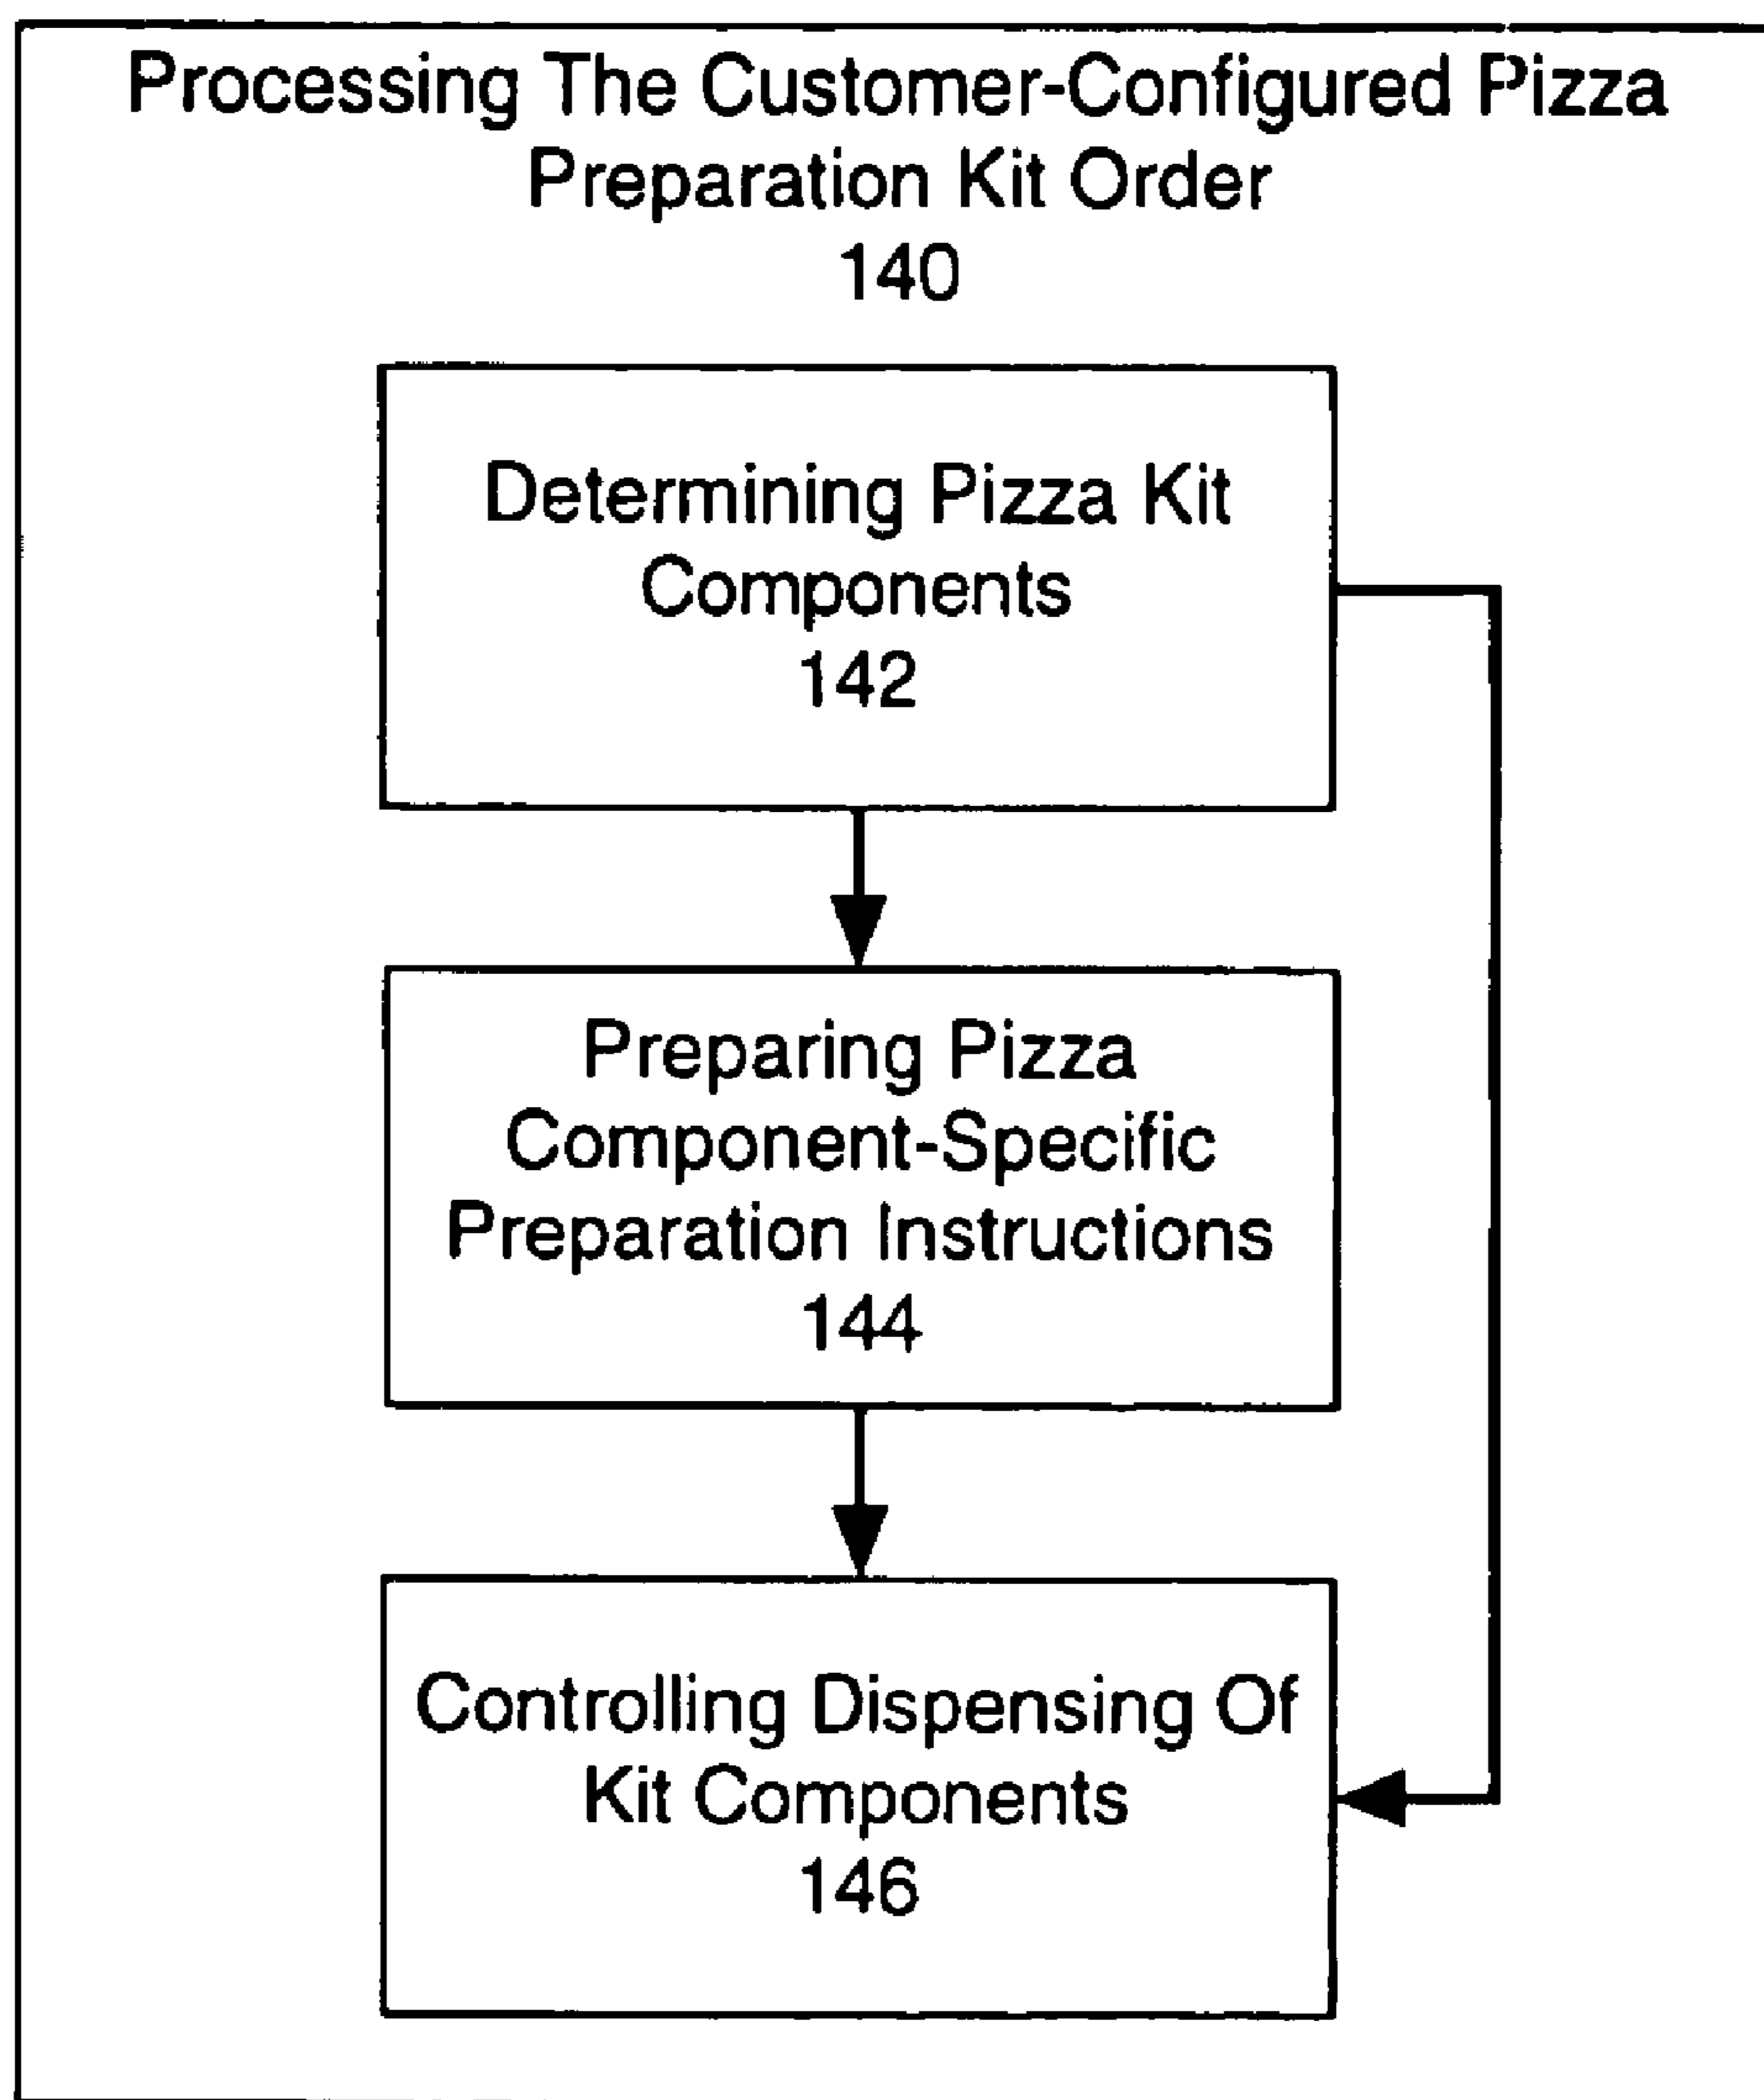 Processing The Customer-Configured Pizza
Preparation Kit Order
140
Determining Pizza Kit
Components
142
Preparing Pizza
Component-Specific
Preparation Instructions
144
Controlling Dispensing Of
Kit Components
146